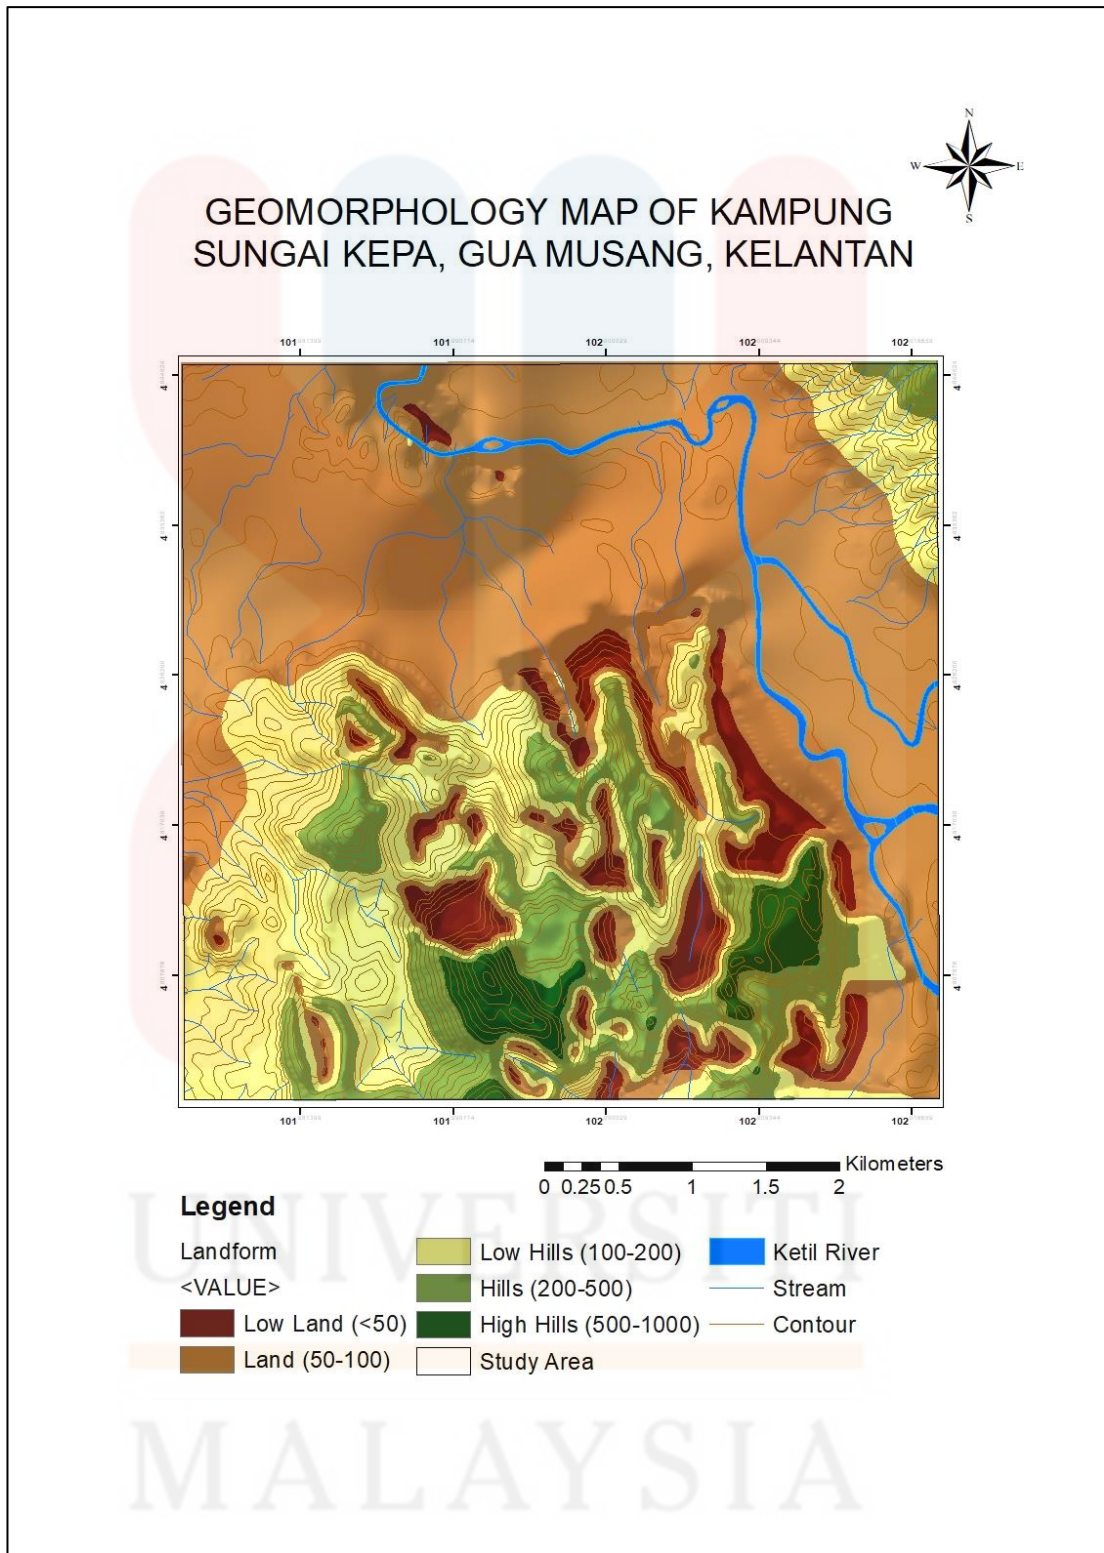 N
W E
S
GEOMORPHOLOGY MAP OF KAMPUNG
SUNGAI KEPA, GUA MUSANG, KELANTAN
101 101 102 102 102
4 4
4 4
4 4
4 4
4 4
101 101 102 102 102
Kilometers
0 0.25 0.5 1 1.5 2
Legend
Landform
<VALUE>
Low Land (<50)
Land (50-100)
Low Hills (100-200)
Hills (200-500)
High Hills (500-1000)
Study Area
Ketil River
Stream
Contour
UNIVERSITI
MALAYSIA